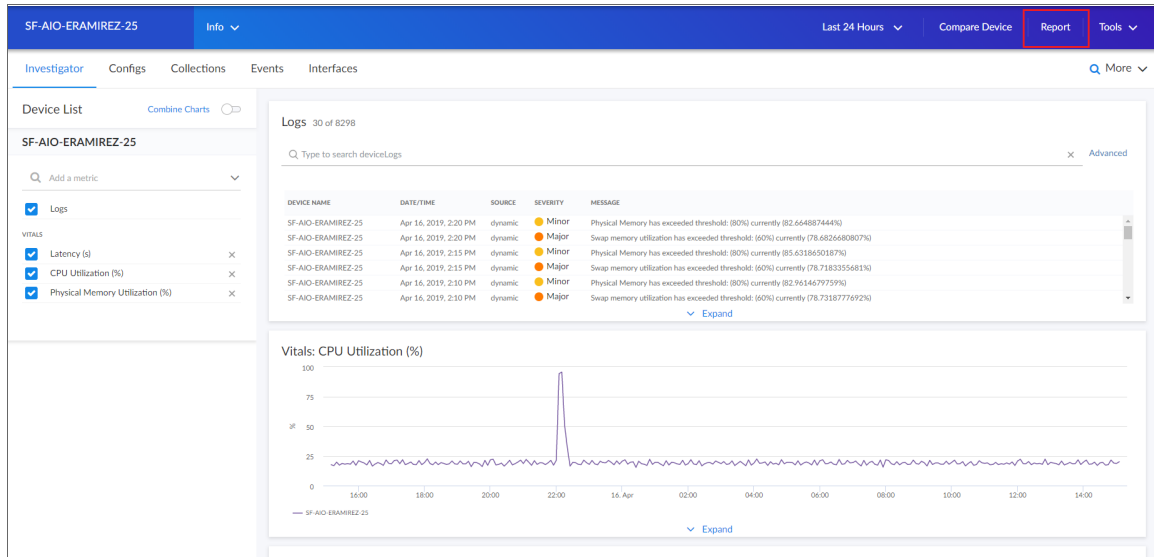 SF-AIO-ERAMIREZ-25 Info Last 24 Hours Compare Device Report Tools
Investigator Configs Collections Events Interfaces More
Device List Combine Charts
SF-AIO-ERAMIREZ-25
Add a metric
Logs
VITALS
Latency (s)
CPU Utilization (%)
Physical Memory Utilization (%)
Logs 30 of 8298
Type to search deviceLogs Advanced
DEVICE NAME DATE/TIME SOURCE SEVERITY MESSAGE
SF-AIO-ERAMIREZ-25 Apr 16, 2019, 2:20 PM dynamic Minor Physical Memory has exceeded threshold: (80%) currently (82.664887444%)
SF-AIO-ERAMIREZ-25 Apr 16, 2019, 2:20 PM dynamic Major Swap memory utilization has exceeded threshold: (60%) currently (78.6826680807%)
SF-AIO-ERAMIREZ-25 Apr 16, 2019, 2:15 PM dynamic Minor Physical Memory has exceeded threshold: (80%) currently (85.6318650187%)
SF-AIO-ERAMIREZ-25 Apr 16, 2019, 2:15 PM dynamic Major Swap memory utilization has exceeded threshold: (60%) currently (78.7183355681%)
SF-AIO-ERAMIREZ-25 Apr 16, 2019, 2:10 PM dynamic Minor Physical Memory has exceeded threshold: (80%) currently (82.9614679759%)
SF-AIO-ERAMIREZ-25 Apr 16, 2019, 2:10 PM dynamic Major Swap memory utilization has exceeded threshold: (60%) currently (78.7318777692%)
Expand
Vitals: CPU Utilization (%)
100
75
%
50
25
0
16:00 18:00 20:00 22:00 16. Apr 02:00 04:00 06:00 08:00 10:00 12:00 14:00
SF-AIO-ERAMIREZ-25
Expand